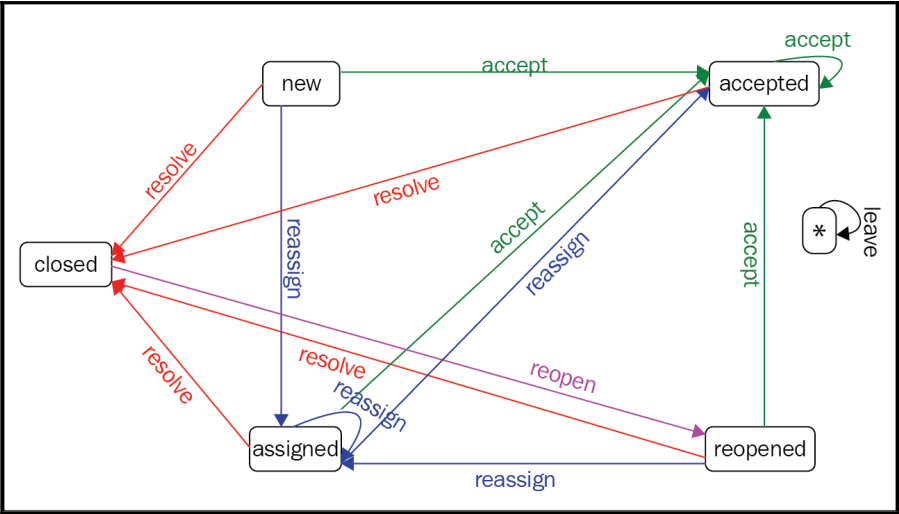 accept
new
accept
accepted
resolve
resolve
accept
reassign
leave
*
reassign
accept
closed
resolve
resolve
reopen
reassign
assigned
reopened
reassign